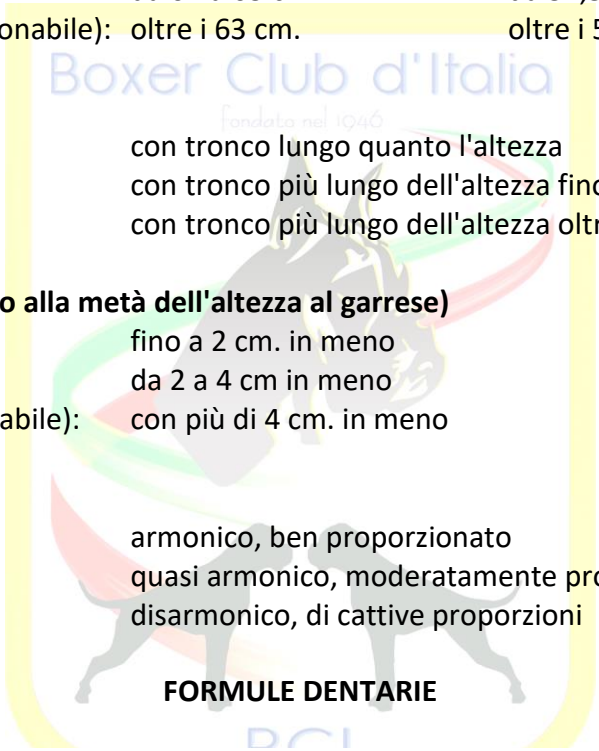 onabile): oltre i 63 cm. oltre i 5
Boxer Club d'Italia
fondata nel 1946
con tronco lungo quanto l'altezza
con tronco più lungo dell'altezza fino
con tronco più lungo dell'altezza oltr
o alla metà dell'altezza al garrese)
fino a 2 cm. in meno
da 2 a 4 cm in meno
abile): con più di 4 cm. in meno
armonico, ben proporzionato
quasi armonico, moderatamente pro
disarmonico, di cattive proporzioni
FORMULE DENTARIE
BCI